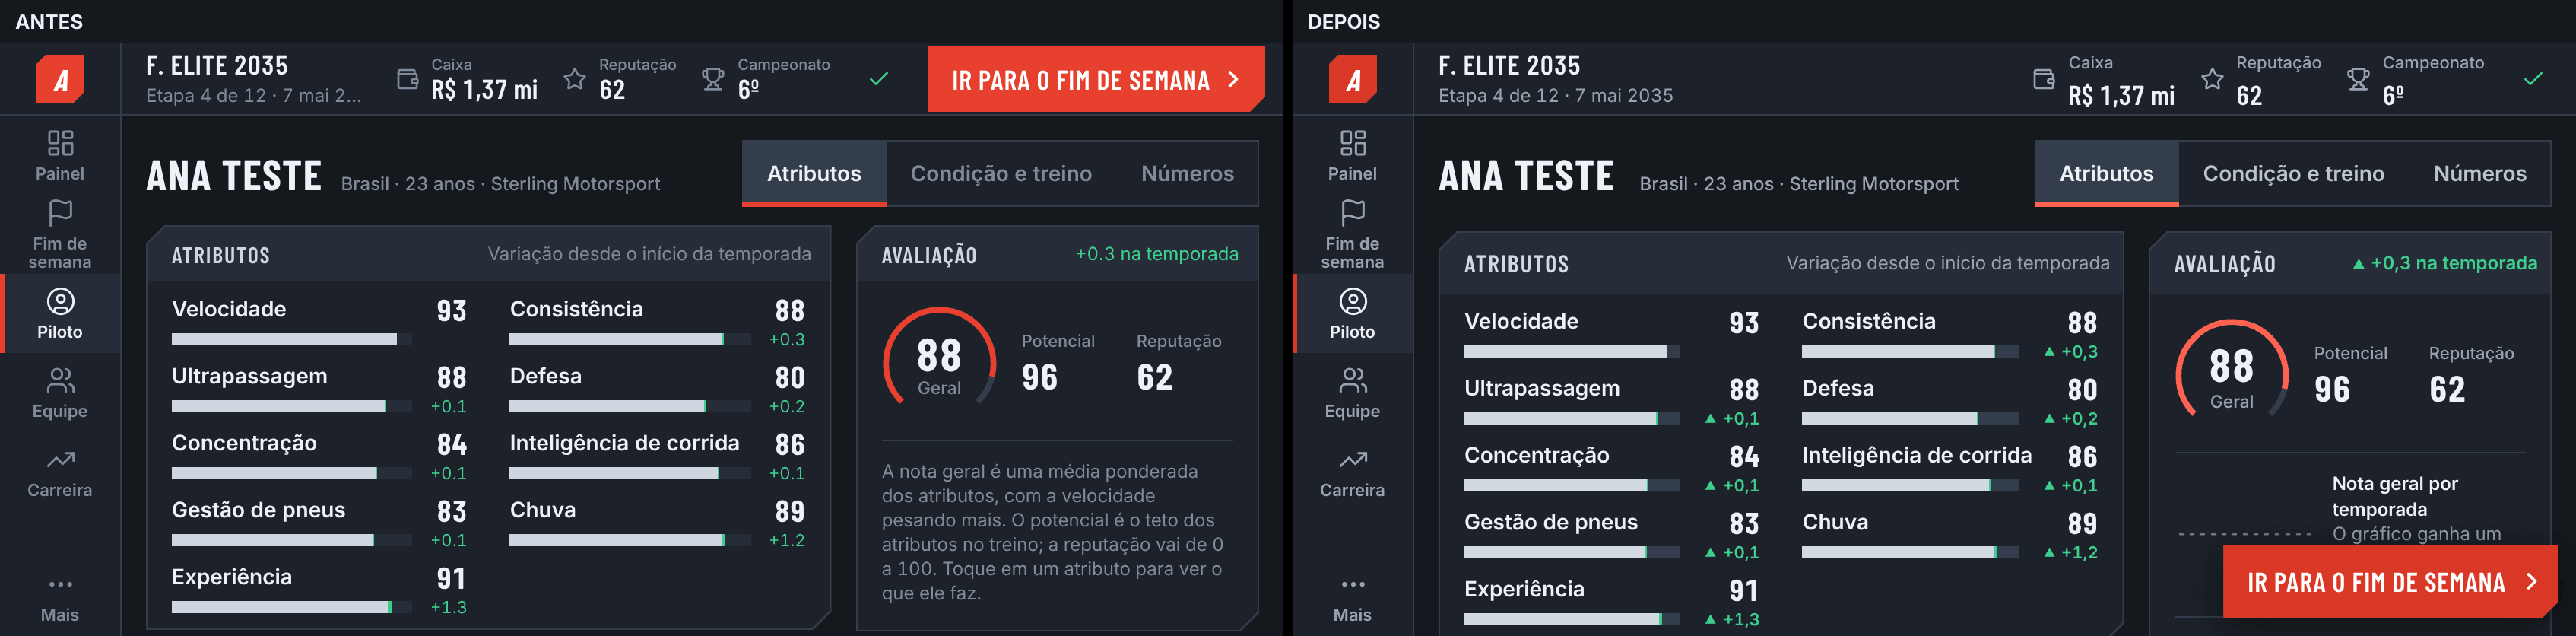 ANTES
A
F. ELITE 2035
Etapa 4 de 12 · 7 mai 2...
Caixa
R$ 1,37 mi
Reputação
62
Campeonato
6º
IR PARA O FIM DE SEMANA
Painel
Fim de
semana
Piloto
Equipe
Carreira
Mais
ANA TESTE
Brasil · 23 anos · Sterling Motorsport
Atributos
Condição e treino
Números
ATRIBUTOS
Variação desde o início da temporada
Velocidade 93
Consistência 88
+0.3
Ultrapassagem 88
+0.1
Defesa 80
+0.2
Concentração 84
+0.1
Inteligência de corrida 86
+0.1
Gestão de pneus 83
+0.1
Chuva 89
+1.2
Experiência 91
+1.3
AVALIAÇÃO
+0.3 na temporada
88
Geral
Potencial
96
Reputação
62
A nota geral é uma média ponderada
dos atributos, com a velocidade
pesando mais. O potencial é o teto dos
atributos no treino; a reputação vai de 0
a 100. Toque em um atributo para ver o
que ele faz.
DEPOIS
A
F. ELITE 2035
Etapa 4 de 12 · 7 mai 2035
Caixa
R$ 1,37 mi
Reputação
62
Campeonato
6º
Painel
Fim de
semana
Piloto
Equipe
Carreira
Mais
ANA TESTE
Brasil · 23 anos · Sterling Motorsport
Atributos
Condição e treino
Números
ATRIBUTOS
Variação desde o início da temporada
Velocidade 93
Consistência 88
▲ +0,3
Ultrapassagem 88
▲ +0,1
Defesa 80
▲ +0,2
Concentração 84
▲ +0,1
Inteligência de corrida 86
▲ +0,1
Gestão de pneus 83
▲ +0,1
Chuva 89
▲ +1,2
Experiência 91
▲ +1,3
AVALIAÇÃO
▲ +0,3 na temporada
88
Geral
Potencial
96
Reputação
62
Nota geral por
temporada
O gráfico ganha um
IR PARA O FIM DE SEMANA